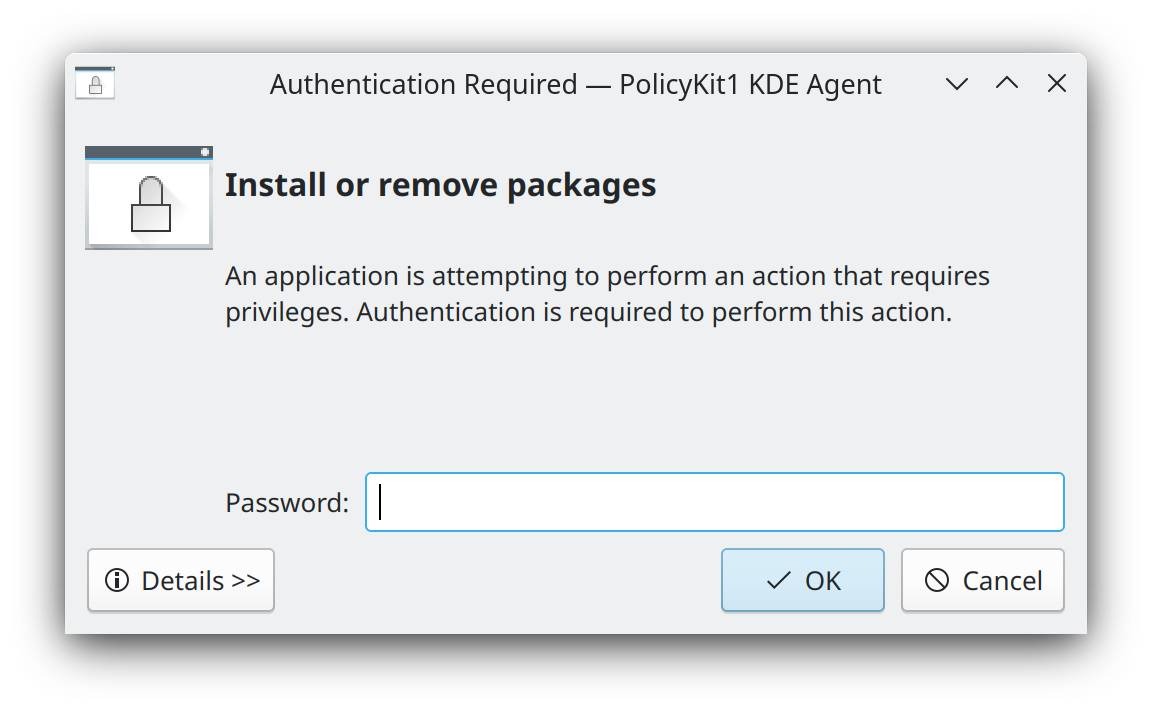 Authentication Required — PolicyKit1 KDE Agent
Install or remove packages
An application is attempting to perform an action that requires
privileges. Authentication is required to perform this action.
Password:
Details >>
OK
Cancel